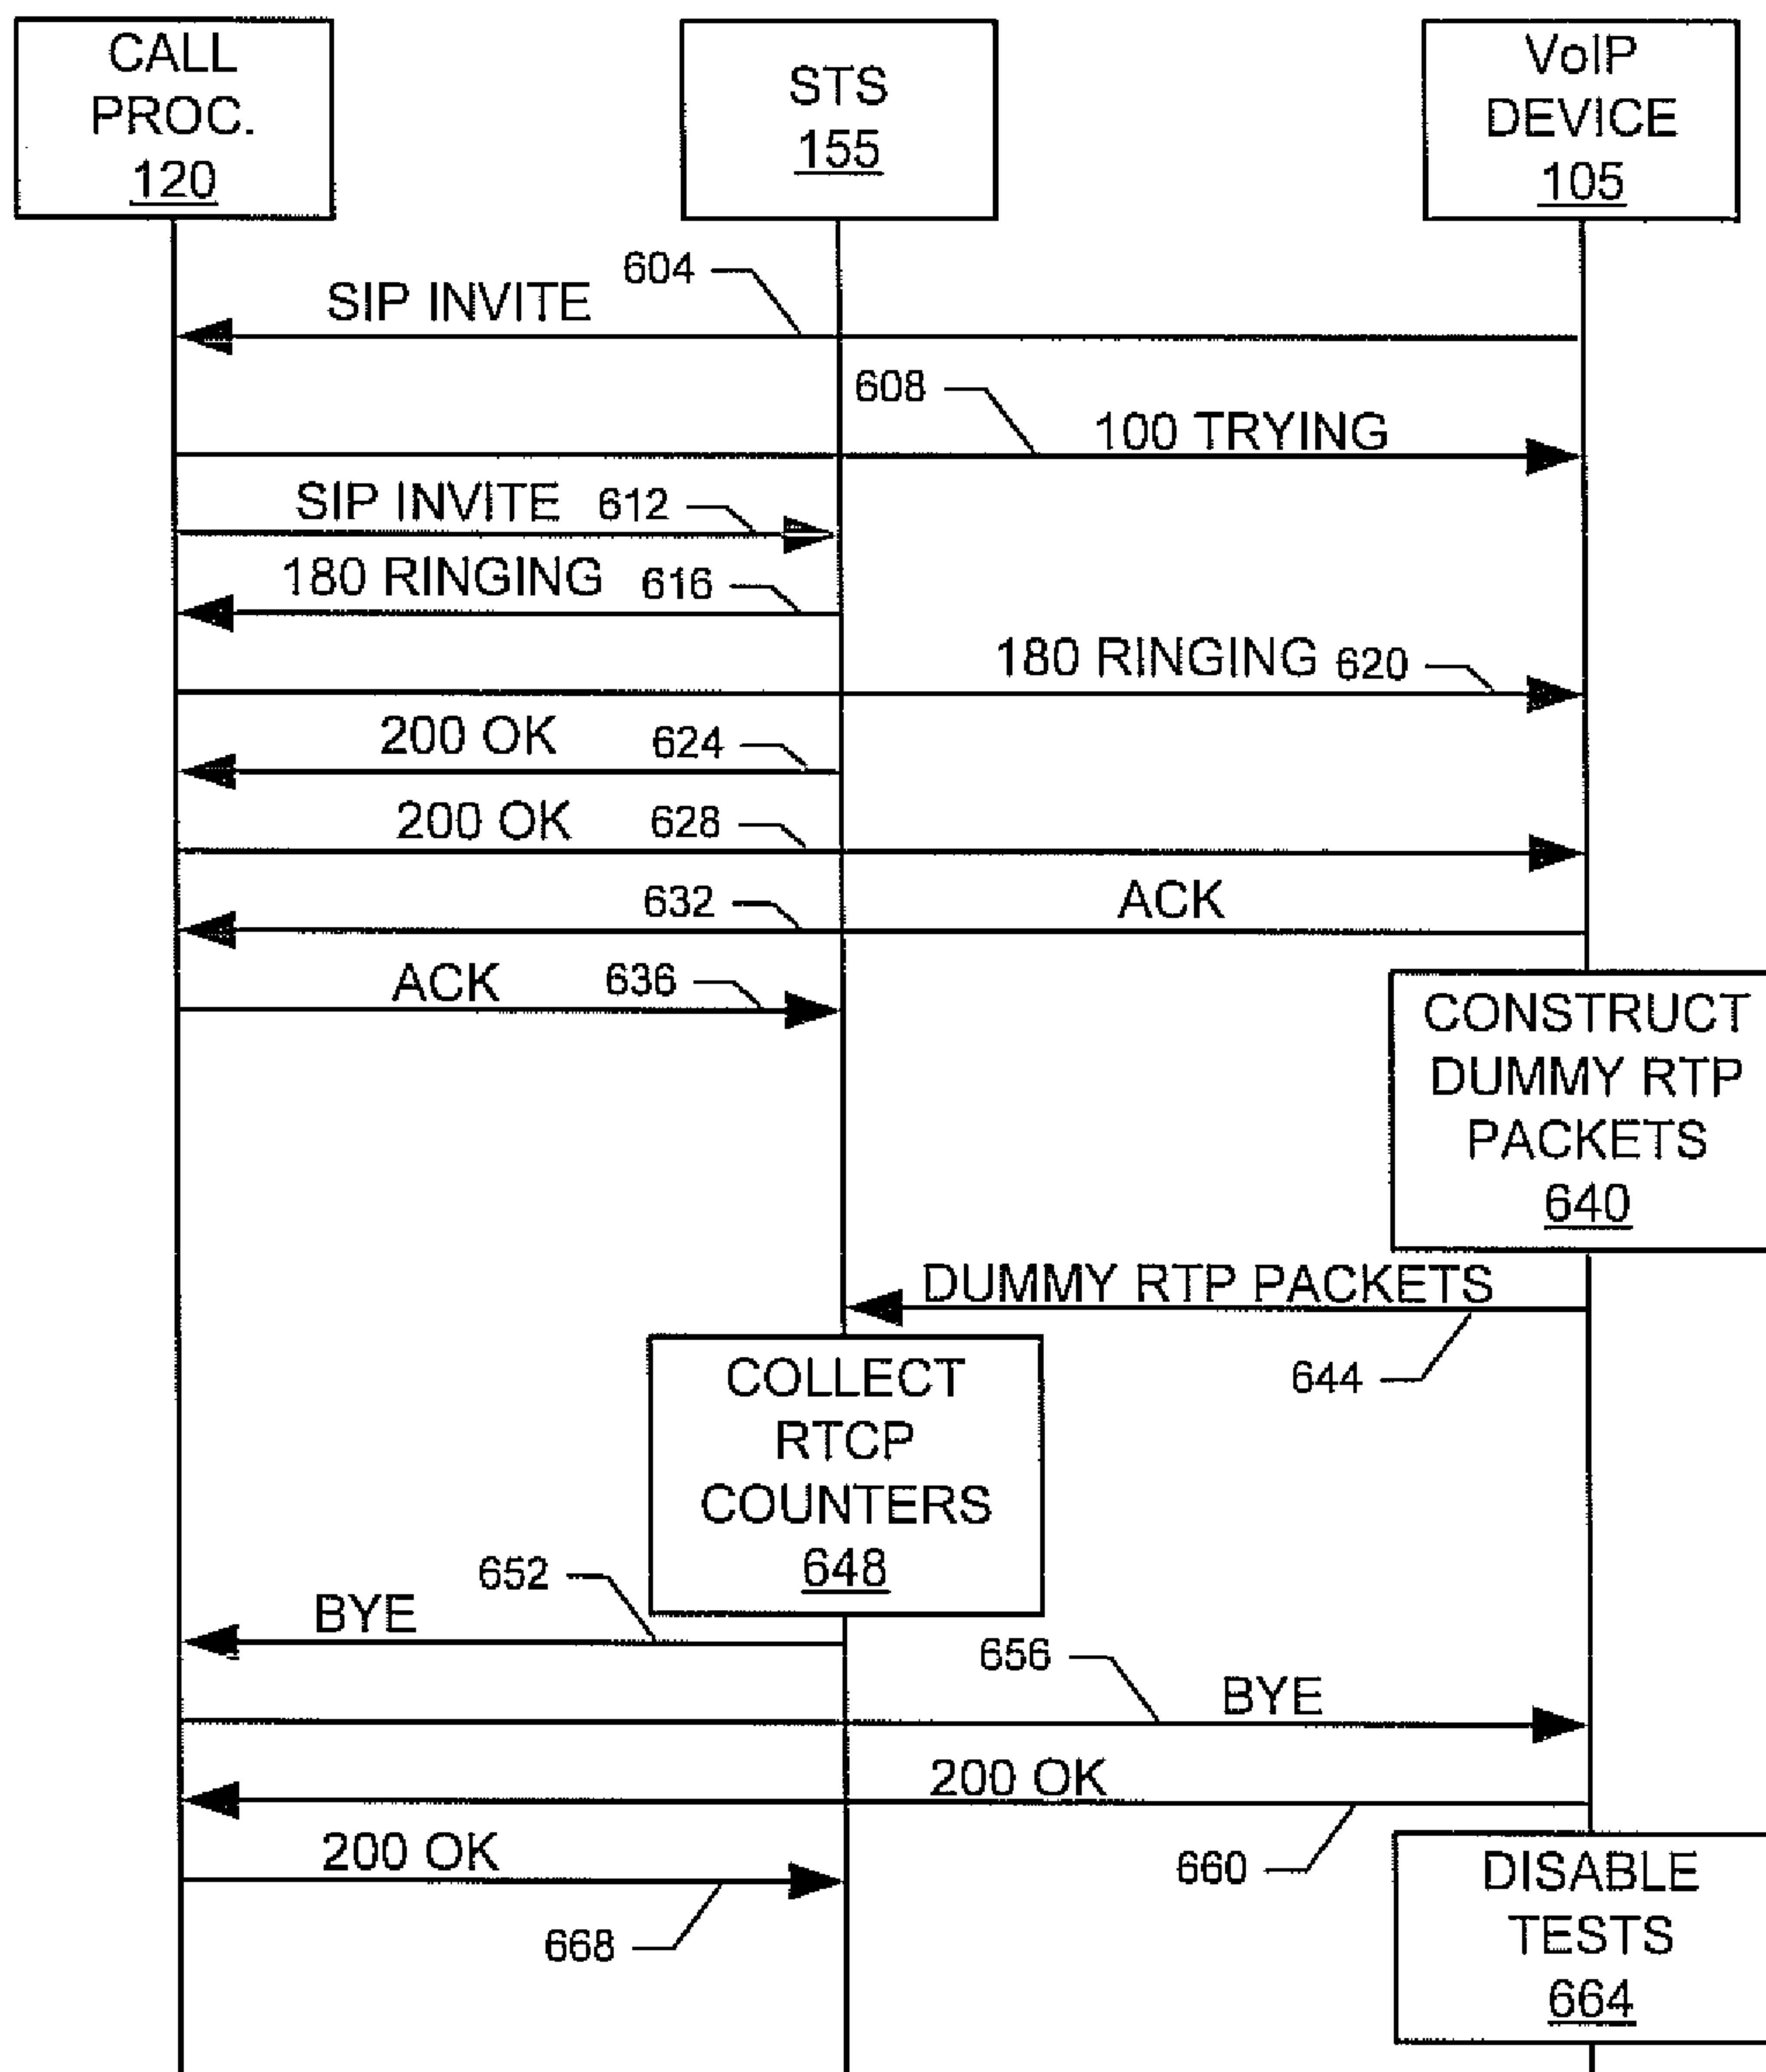 CALL
PROC.
120
STS
155
VoIP
DEVICE
105
604
SIP INVITE
608
100 TRYING
SIP INVITE 612
180 RINGING 616
180 RINGING 620
200 OK 624
200 OK 628
632 ACK
ACK 636
CONSTRUCT
DUMMY RTP
PACKETS
640
DUMMY RTP PACKETS
644
COLLECT
RTCP
COUNTERS
648
652
BYE
656
BYE
200 OK
660
200 OK
668
DISABLE
TESTS
664